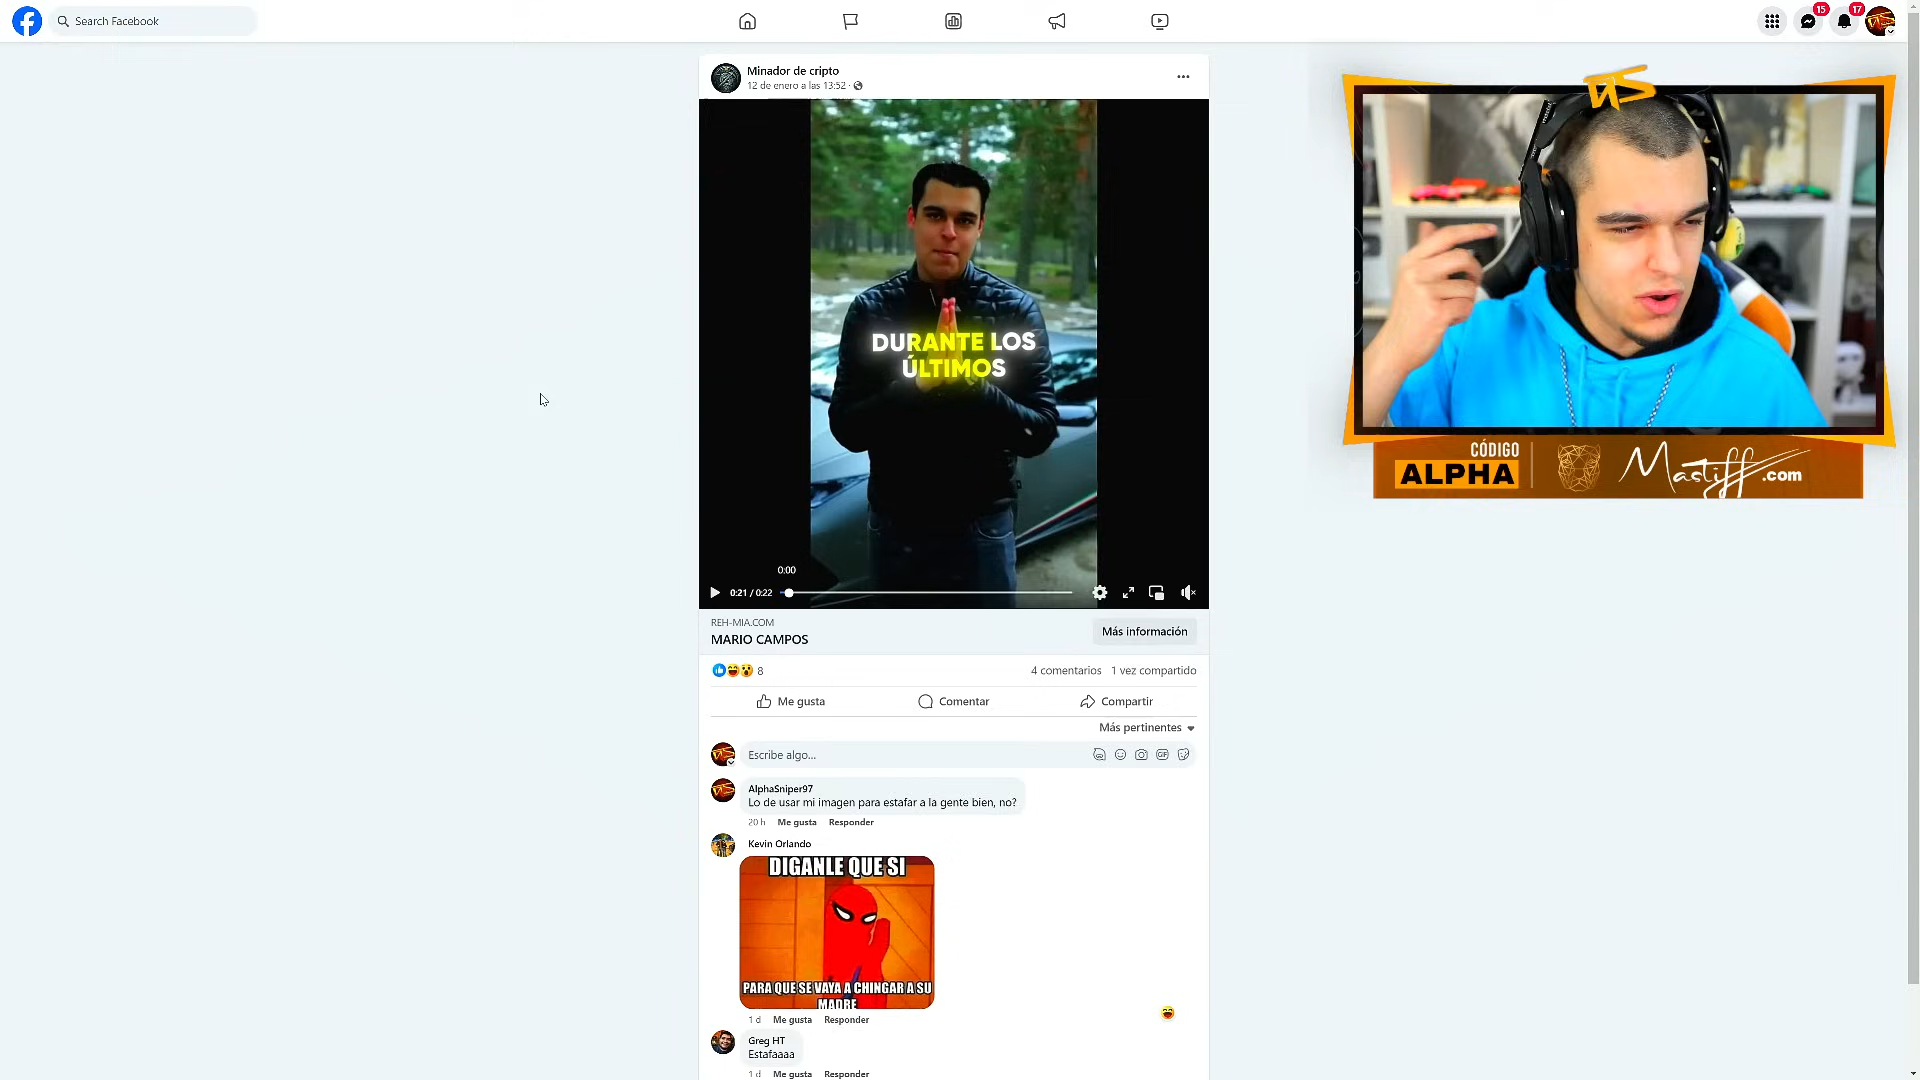 Search Facebook
15
17
Minador de cripto
12 de enero a las 13:52 ·
DURANTE LOS
ÚLTIMOS
0:00
0:21 / 0:22
REH-MIA.COM
MARIO CAMPOS
Más información
8
4 comentarios 1 vez compartido
Me gusta
Comentar
Compartir
Más pertinentes
Escribe algo...
GIF
AlphaSniper97
Lo de usar mi imagen para estafar a la gente bien, no?
20 h Me gusta Responder
Kevin Orlando
DIGANLE QUE SI
PARA QUE SE VAYA A CHINGAR A SU
MADRE
1 d Me gusta Responder
Greg HT
Estafaaaa
1 d Me gusta Responder
CÓDIGO
ALPHA
Mastiff.com